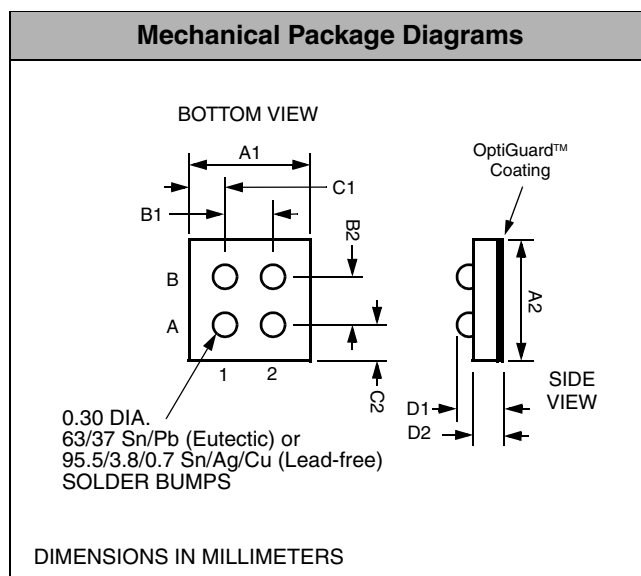 Mechanical Package Diagrams
BOTTOM VIEW
OptiGuard™
Coating
A1
C1
B1
B2
B
A
1
2
C2
A2
SIDE
VIEW
D1
D2
0.30 DIA.
63/37 Sn/Pb (Eutectic) or
95.5/3.8/0.7 Sn/Ag/Cu (Lead-free)
SOLDER BUMPS
DIMENSIONS IN MILLIMETERS